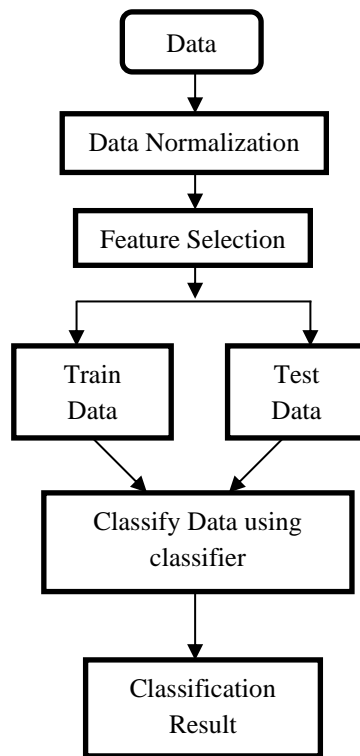 Data
Data Normalization
Feature Selection
Train
Data
Test
Data
Classify Data using
classifier
Classification
Result